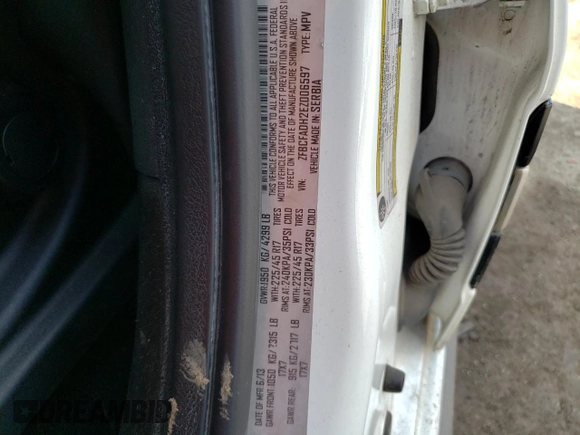 THIS VEHICLE CONFORMS TO ALL APPLICABLE U.S.A. FEDERAL
MOTOR VEHICLE SAFETY AND THEFT PREVENTION STANDARDS I
EFFECT ON THE DATE OF MANUFACTURE SHOWN ABOVE
VIN: ZFBCFADH2EZ006597 TYPE: MPV
VEHICLE MADE IN: SERBIA
DATE OF MFR: 6/13 GVWR: 1950 KG/ 4299 LB
GAWR FRONT: 1050 KG/ 2315 LB WITH: 225/45 R17 TIRES
17X7 RIMS AT: 240KPA/35PSI COLD
GAWR REAR: 915 KG/ 2017 LB WITH: 225/45 R17 TIRES
17X7 RIMS AT: 230KPA/33PSI COLD
DREAMBID